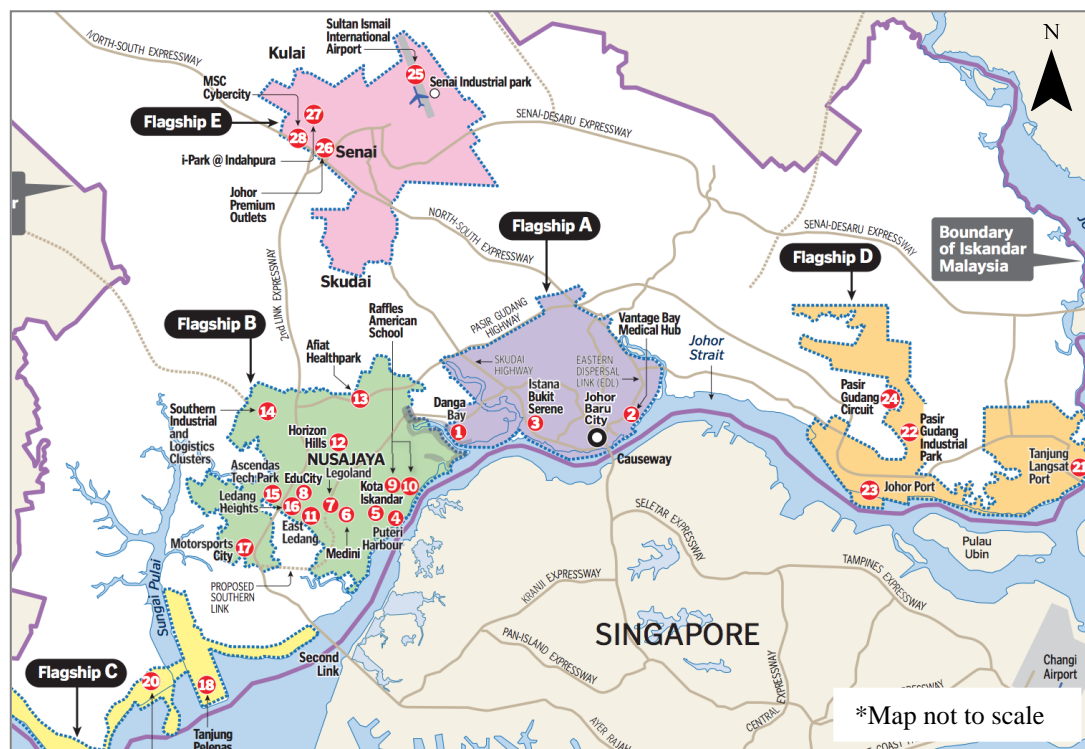 NORTH-SOUTH EXPRESSWAY
Kulai
Sultan Ismail
International
Airport
25
Senai Industrial park
N
MSC
Cybercity
Flagship E
27
28
26
Senai
i-Park @ Indahpura
Johor
Premium
Outlets
SENAI-DESARU EXPRESSWAY
NORTH-SOUTH EXPRESSWAY
Skudai
2nd LINK EXPRESSWAY
Flagship A
SENAI-DESARU EXPRESSWAY
Flagship D
Boundary
of Iskandar
Malaysia
Raffles
American
School
PASIR GUDANG
HIGHWAY
Vantage Bay
Medical Hub
Johor
Strait
Flagship B
Afiat
Healthpark
13
SKUDAI
HIGHWAY
EASTERN
DISPERSAL
LINK (EDL)
Istana
Bukit
Serene
3
Johor
Baru
City
2
Danga
Bay
1
Causeway
Pasir
Gudang
Circuit
24
22
Pasir
Gudang
Industrial
Park
Tanjung
Langsat
Port
21
23
Johor Port
14
Southern
Industrial
and
Logistics
Clusters
Horizon
Hills
12
NUSAJAYA
Legoland
Ascendas
Tech Park
15
EduCity
8
Kota
Iskandar
9
10
Ledang
Heights
16
11
7
6
5
4
East
Ledang
Puteri
Harbour
Medini
Motorsports
City
17
PROPOSED
SOUTHERN
LINK
Sungai Pulai
SELETAR EXPRESSWAY
Pulau
Ubin
TAMPINES EXPRESSWAY
KRANJI EXPRESSWAY
SINGAPORE
PAN-ISLAND EXPRESSWAY
Second
Link
Flagship C
20
18
Tanjung
Pelepas
Changi
Airport
CENTRAL EXPRESSWAY
AYER RAJAH
*Map not to scale